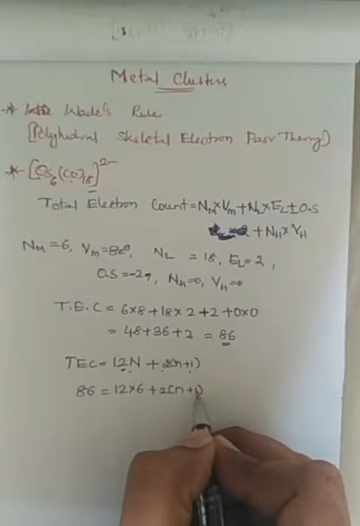 Metal Clusters
* Wade's Rule
[Polyhedral Skeletal Electron Pair Theory)
* [Os6(CO)18]2-
Total Electron Count = NM×VM + NL×EL ± O.S
+ NH×VH
NM = 6, VM = 8e⊖, NL = 18, EL = 2,
O.S = -2, NH=0, VH=0
T.E.C = 6×8 + 18×2 + 2 + 0×0
= 48+36+2 = 86
TEC = 12N + 2(n+1)
86 = 12×6 + 2(n+1)